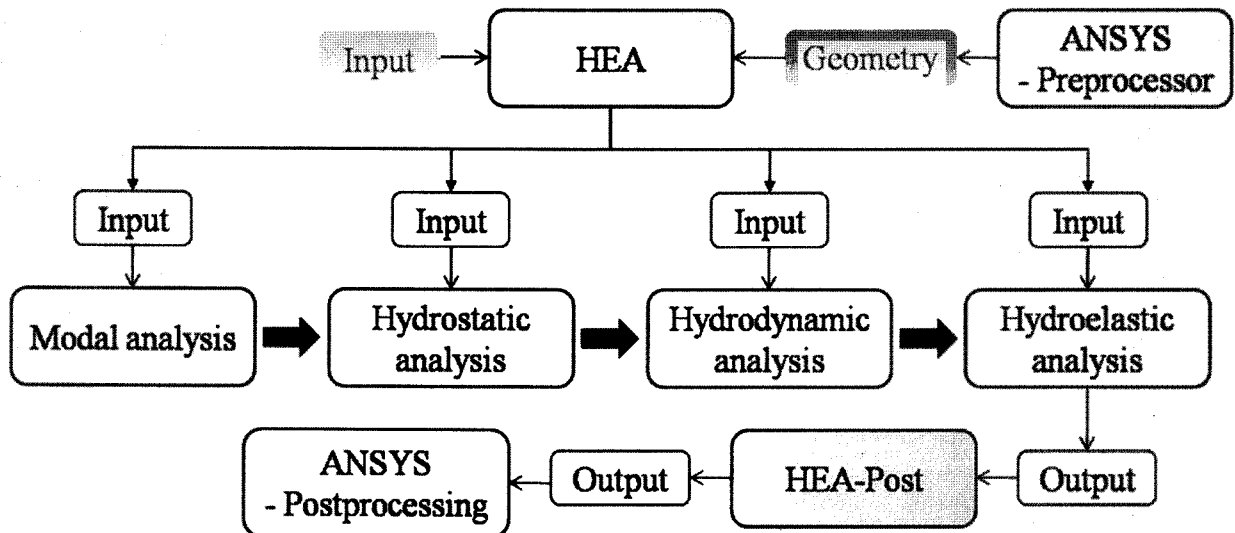 Input
HEA
Geometry
ANSYS
- Preprocessor
Input
Input
Input
Input
Modal analysis
Hydrostatic
analysis
Hydrodynamic
analysis
Hydroelastic
analysis
ANSYS
- Postprocessing
Output
HEA-Post
Output